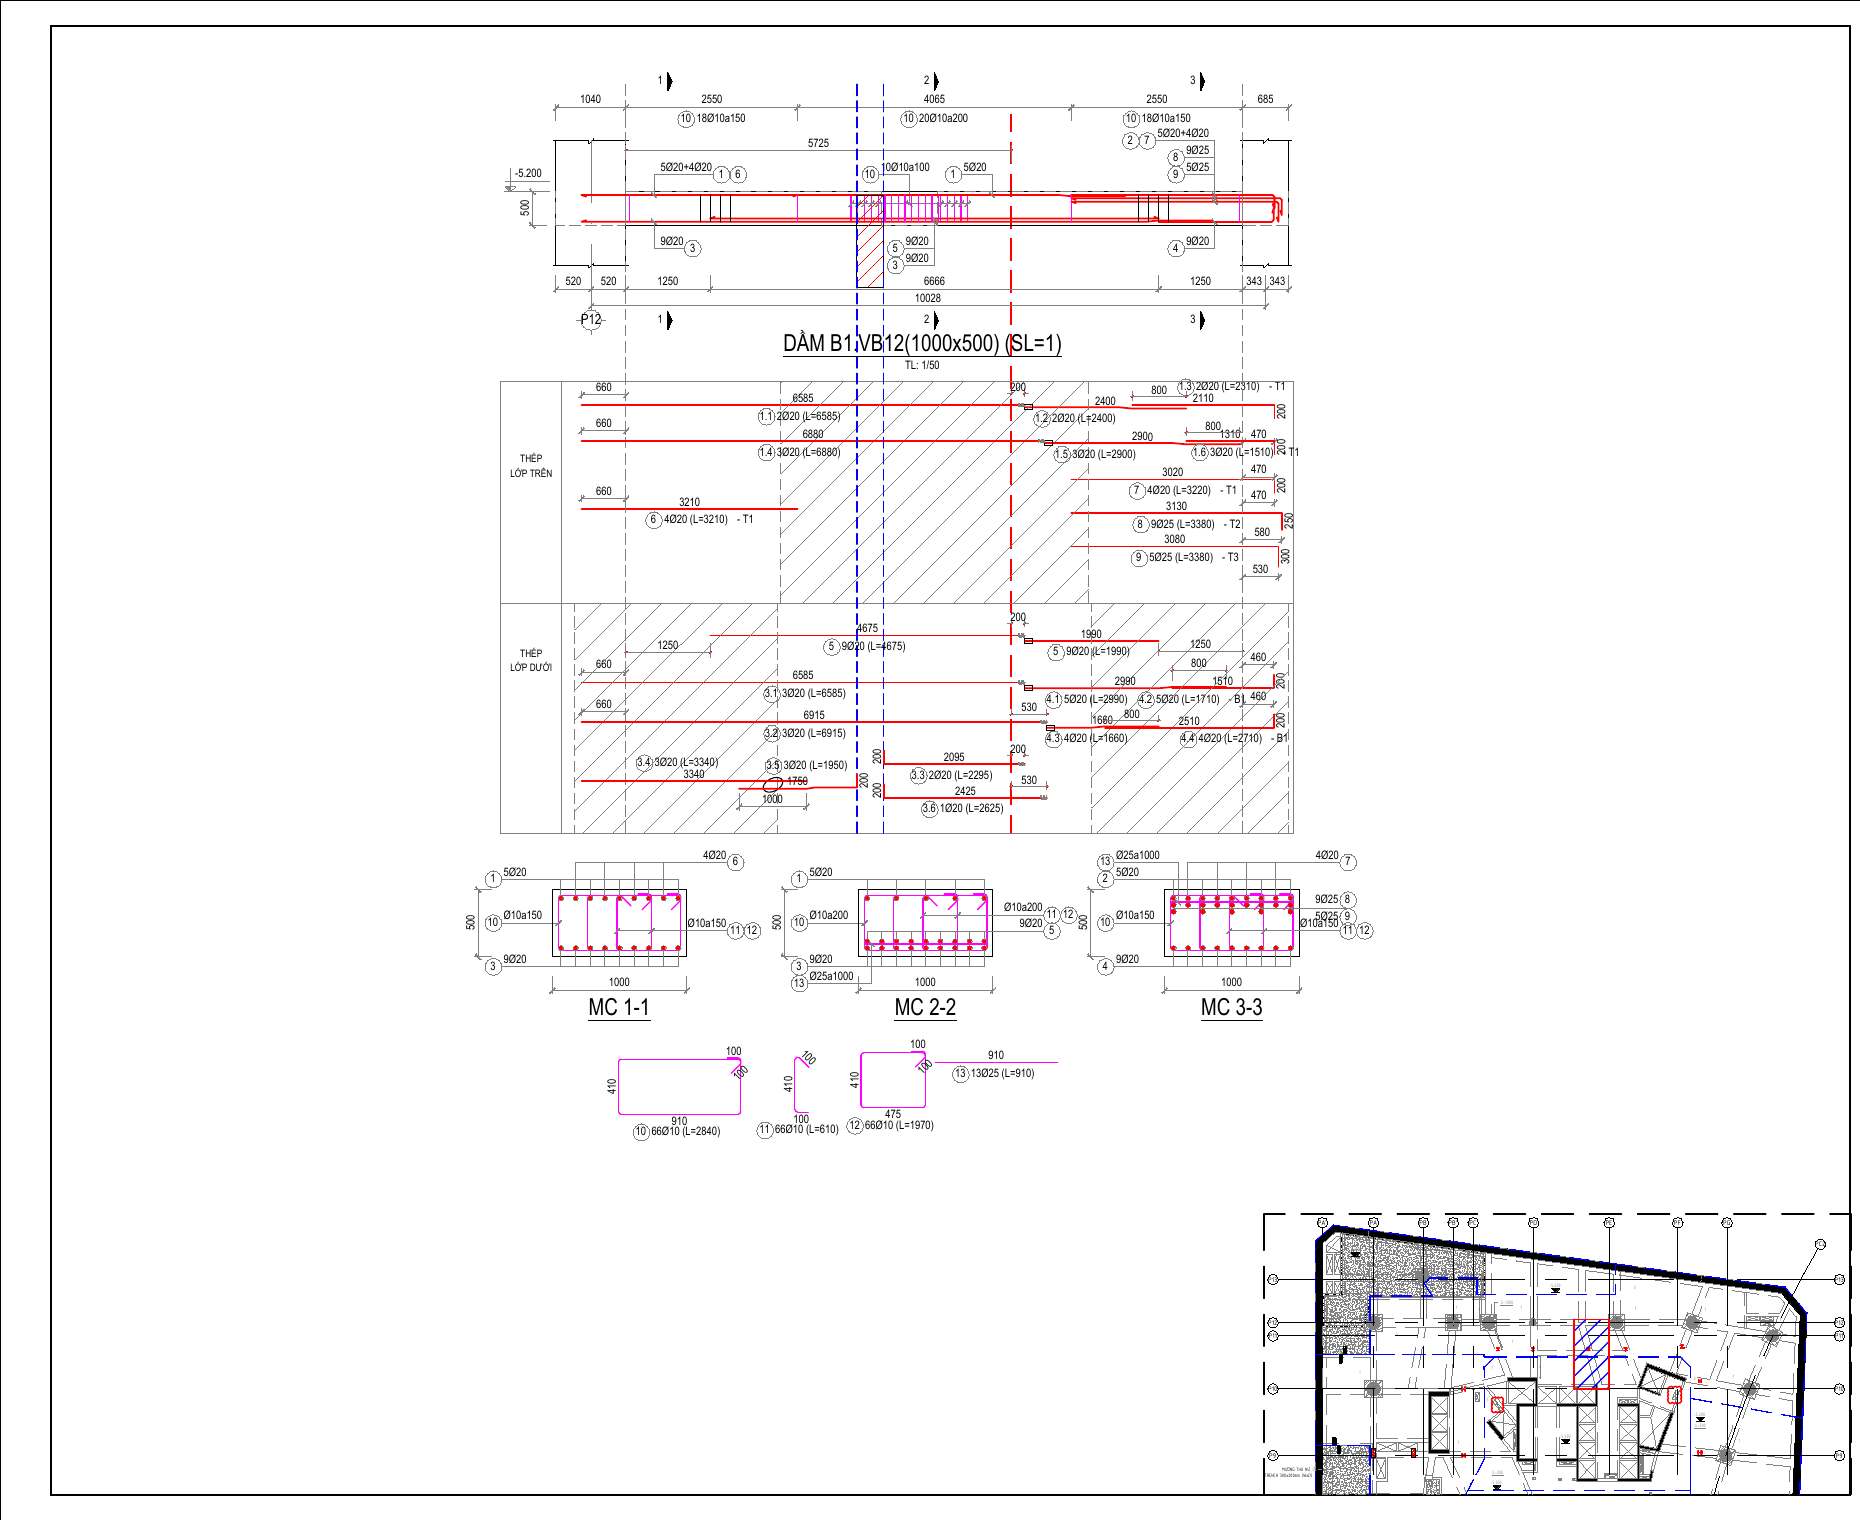 1 2 3
1040 2550 4065 2550 685
10 18Ø10a150 10 20Ø10a200 10 18Ø10a150
2 7 5Ø20+4Ø20
5725
8 9Ø25
5Ø20+4Ø20 1 6 10 10Ø10a100 1 5Ø20 9 5Ø25
-5.200
500
9Ø20 3 5 9Ø20 4 9Ø20
3 9Ø20
520 520 1250 6666 1250 343 343
10028
P12 1 2 3
DẦM B1.VB12(1000x500) (SL=1)
TL: 1/50
THÉP
LỚP TRÊN
660 6585 200 800 1.3 2Ø20 (L=2310) - T1
1.1 2Ø20 (L=6585) 2400 2110 200
1.2 2Ø20 (L=2400)
660 6880 2900 800 1310 470 200
1.4 3Ø20 (L=6880) 1.5 3Ø20 (L=2900) 1.6 3Ø20 (L=1510) T1
3020 470 200
7 4Ø20 (L=3220) - T1
660 3210 3130 470 250
6 4Ø20 (L=3210) - T1 8 9Ø25 (L=3380) - T2
3080 580 300
9 5Ø25 (L=3380) - T3
530
THÉP
LỚP DƯỚI
4675 200 1990
1250 5 9Ø20 (L=4675) 5 9Ø20 (L=1990) 1250
660 6585 2990 800 1510 460 200
3.1 3Ø20 (L=6585) 4.1 5Ø20 (L=2990) 4.2 5Ø20 (L=1710) - B1 460
660 6915 530 1660 800 2510 200
3.2 3Ø20 (L=6915) 4.3 4Ø20 (L=1660) 4.4 4Ø20 (L=2710) - B1
200 2095 200
3.4 3Ø20 (L=3340) 3.5 3Ø20 (L=1950) 3.3 2Ø20 (L=2295)
3340 1750 200 200 2425 530
1000 3.6 1Ø20 (L=2625)
4Ø20 6
1 5Ø20
500 10 Ø10a150 Ø10a150 11 12
3 9Ø20
1000
MC 1-1
1 5Ø20
500 10 Ø10a200 Ø10a200 11 12
9Ø20 5
3 9Ø20
13 Ø25a1000
1000
MC 2-2
13 Ø25a1000 4Ø20 7
2 5Ø20
9Ø25 8
5Ø25 9
500 10 Ø10a150 Ø10a150 11 12
4 9Ø20
1000
MC 3-3
100 100 410 910
10 66Ø10 (L=2840)
100 410 100
11 66Ø10 (L=610)
100 100 410 475
12 66Ø10 (L=1970)
910
13 13Ø25 (L=910)